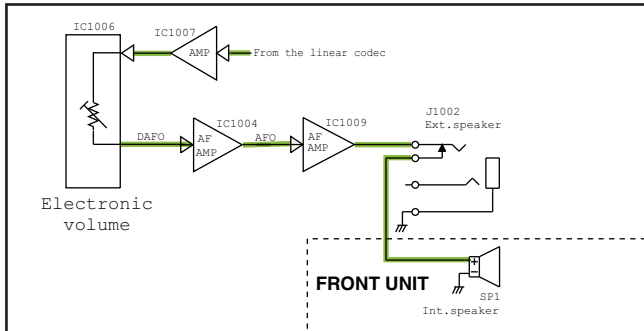 IC1006
IC1007
AMP
From the linear codec
DAFO
IC1004
AF
AMP
AFO
IC1009
AF
AMP
J1002
Ext.speaker
Electronic
volume
FRONT UNIT
+
-
SP1
Int.speaker